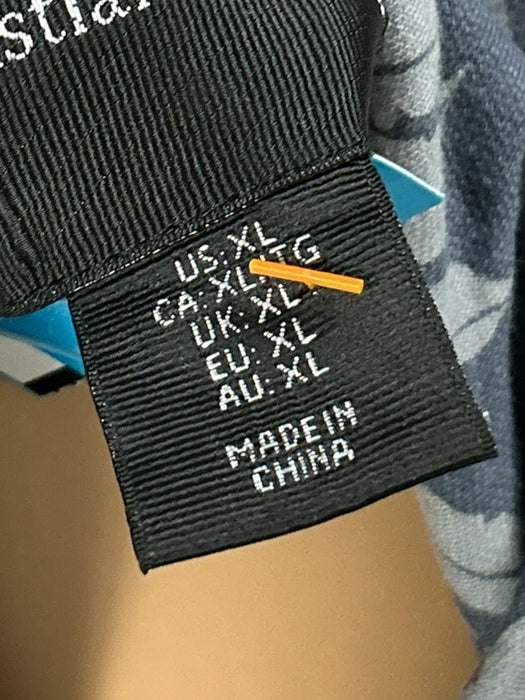 US: XL
CA: XL/TG
UK: XL
EU: XL
AU: XL
MADE IN
CHINA